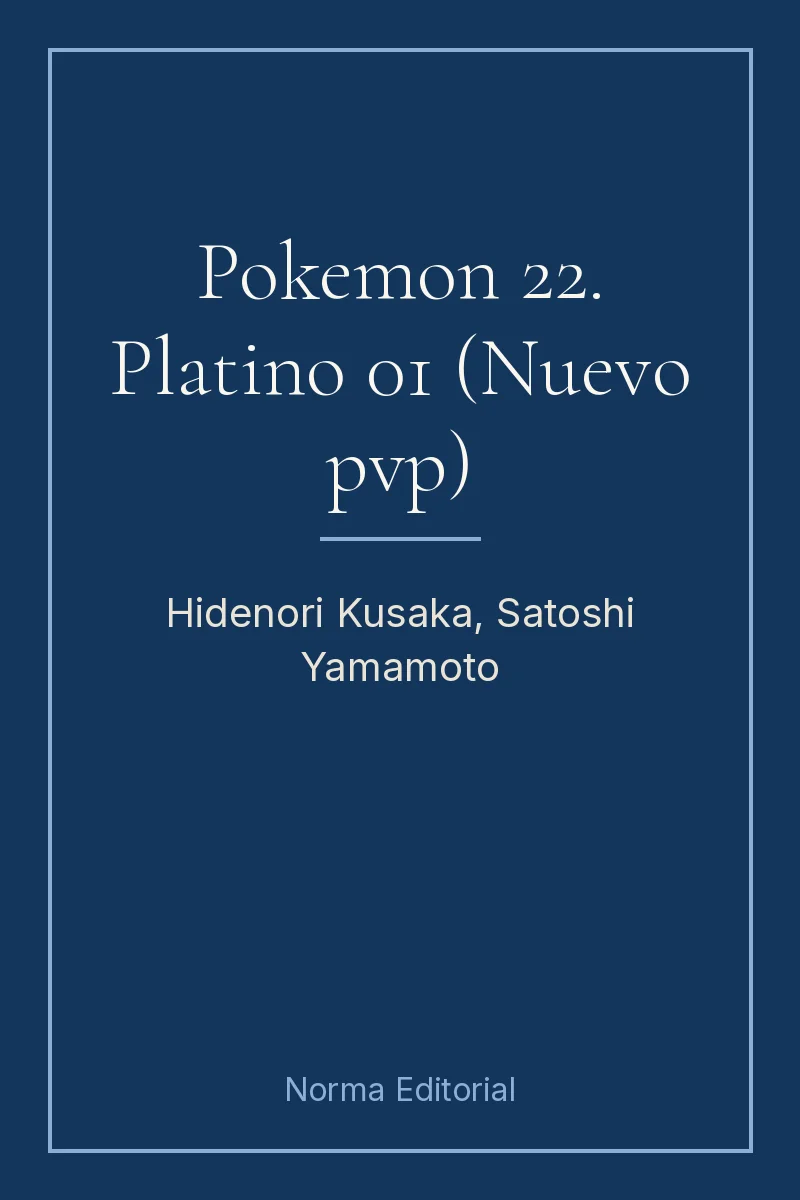 Pokemon 22.
Platino 01 (Nuevo
pvp)
Hidenori Kusaka, Satoshi
Yamamoto
Norma Editorial